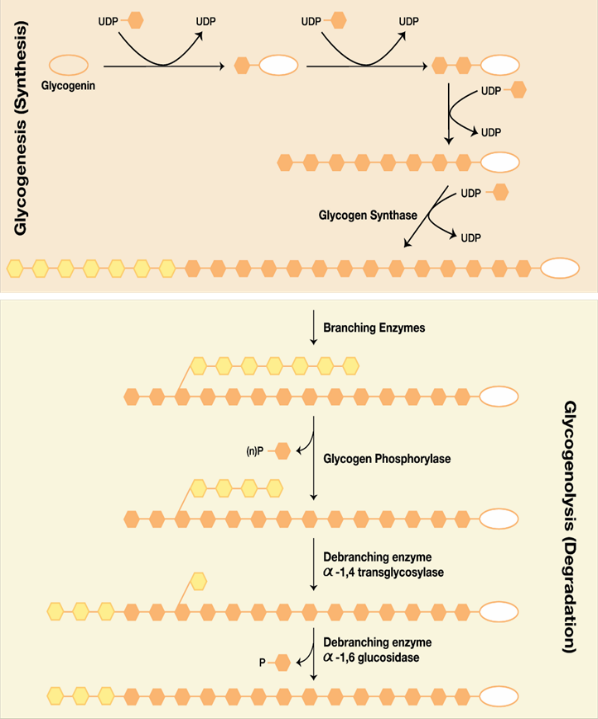 Glycogenesis (Synthesis)
UDP
UDP
UDP
UDP
Glycogenin
UDP
UDP
Glycogen Synthase
UDP
UDP
Branching Enzymes
Glycogenolysis (Degradation)
(n)P
Glycogen Phosphorylase
Debranching enzyme
α -1,4 transglycosylase
Debranching enzyme
α -1,6 glucosidase
P